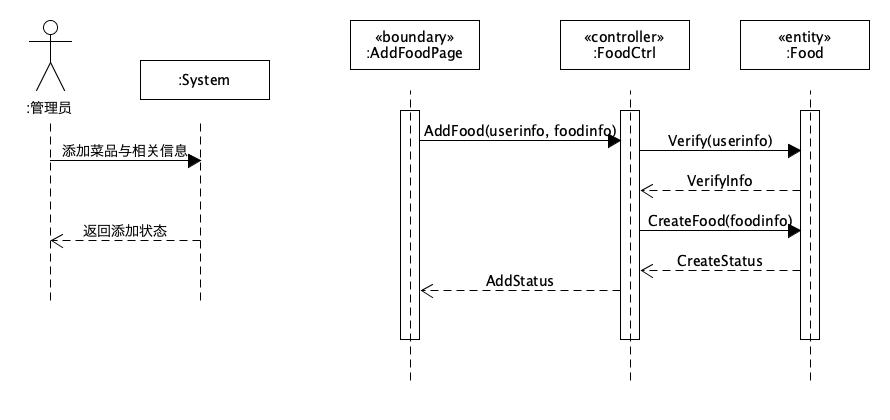 :管理员
:System
添加菜品与相关信息
返回添加状态
«boundary»
:AddFoodPage
«controller»
:FoodCtrl
«entity»
:Food
AddFood(userinfo, foodinfo)
Verify(userinfo)
VerifyInfo
CreateFood(foodinfo)
CreateStatus
AddStatus